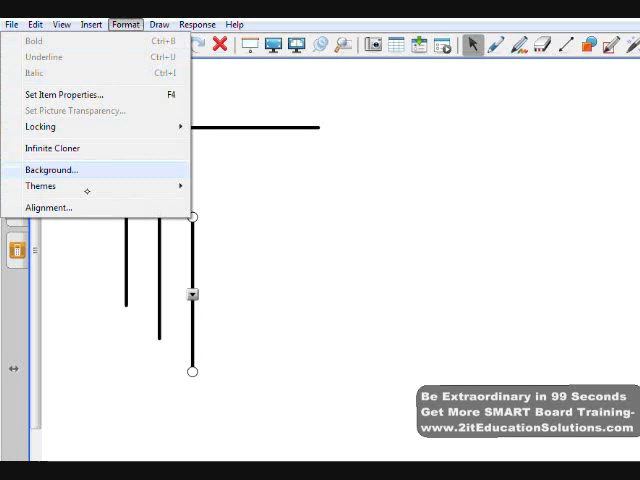 File Edit View Insert Format Draw Response Help
Bold Ctrl+B
Underline Ctrl+U
Italic Ctrl+I
Set Item Properties... F4
Set Picture Transparency...
Locking
Infinite Cloner
Background...
Themes
Alignment...
Be Extraordinary in 99 Seconds
Get More SMART Board Training-
www.2itEducationSolutions.com